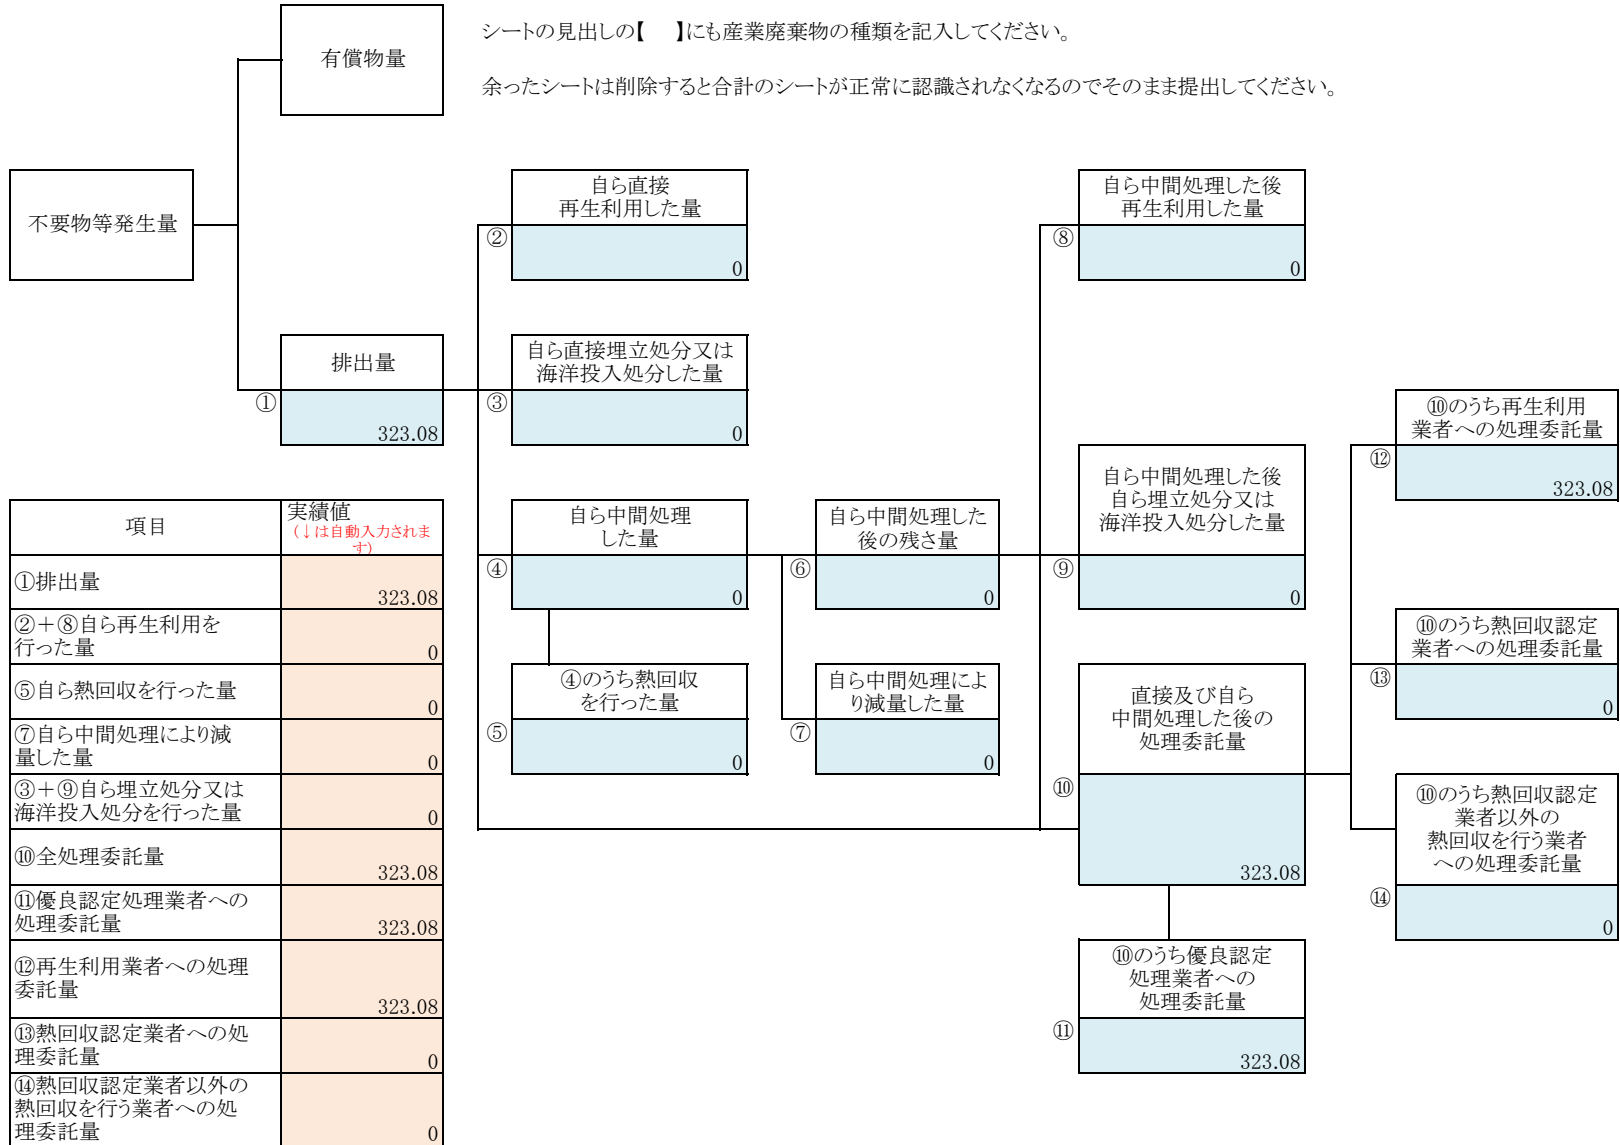 有償物量
シートの見出しの【　】にも産業廃棄物の種類を記入してください。
余ったシートは削除すると合計のシートが正常に認識されなくなるのでそのまま提出してください。
不要物等発生量
自ら直接
再生利用した量
②
0
自ら中間処理した後
再生利用した量
⑧
0
排出量
①
323.08
自ら直接埋立処分又は
海洋投入処分した量
③
0
⑩のうち再生利用
業者への処理委託量
⑫
323.08
自ら中間処理
した量
④
0
自ら中間処理した
後の残さ量
⑥
0
自ら中間処理した後
自ら埋立処分又は
海洋投入処分した量
⑨
0
⑩のうち熱回収認定
業者への処理委託量
⑬
0
④のうち熱回収
を行った量
⑤
0
自ら中間処理によ
り減量した量
⑦
0
直接及び自ら
中間処理した後の
処理委託量
⑩
323.08
⑩のうち熱回収認定
業者以外の
熱回収を行う業者
への処理委託量
⑭
0
⑩のうち優良認定
処理業者への
処理委託量
⑪
323.08
項目
実績値
（↓は自動入力されま
す）
①排出量
323.08
②＋⑧自ら再生利用を
行った量
0
⑤自ら熱回収を行った量
0
⑦自ら中間処理により減
量した量
0
③＋⑨自ら埋立処分又は
海洋投入処分を行った量
0
⑩全処理委託量
323.08
⑪優良認定処理業者への
処理委託量
323.08
⑫再生利用業者への処理
委託量
323.08
⑬熱回収認定業者への処
理委託量
0
⑭熱回収認定業者以外の
熱回収を行う業者への処
理委託量
0